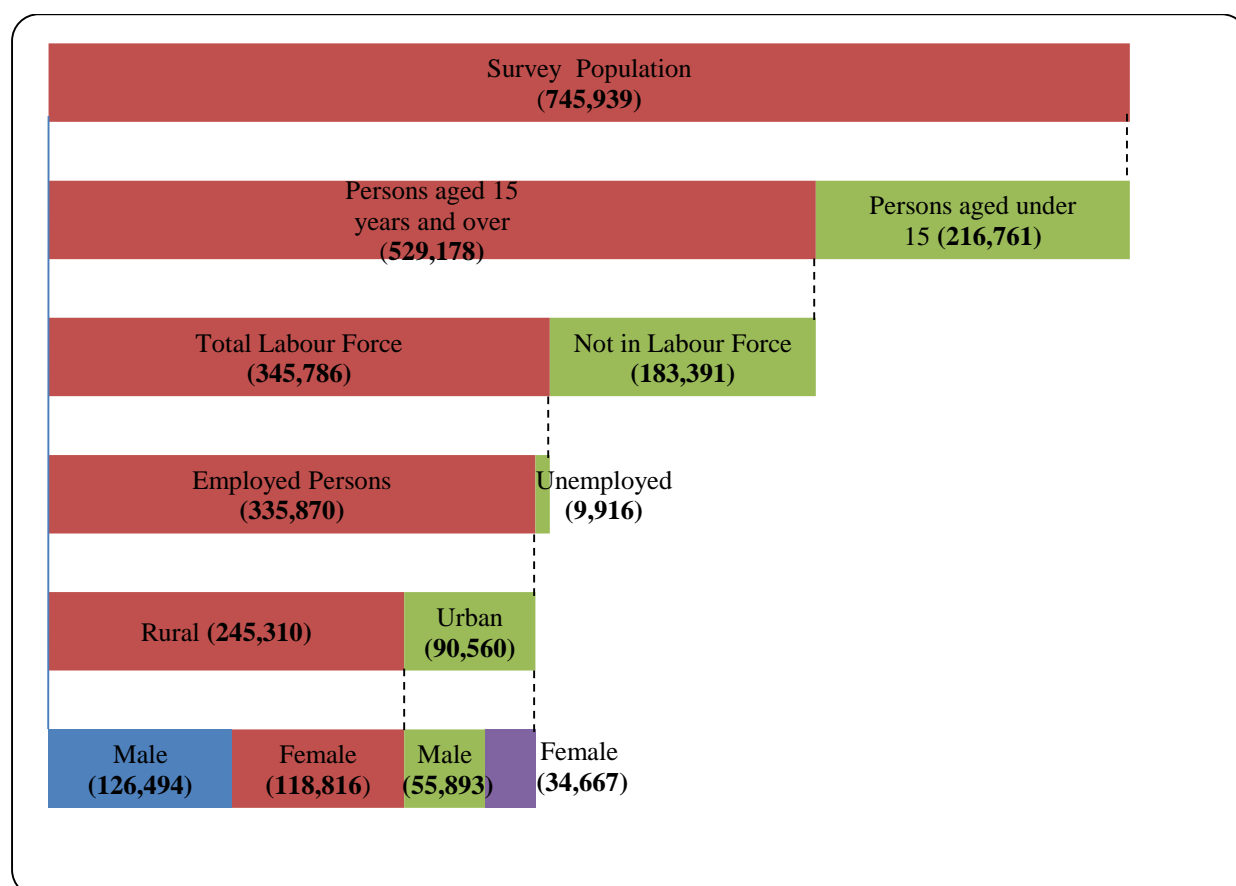 Survey Population
(745,939)
Persons aged 15
years and over
(529,178)
Persons aged under
15 (216,761)
Total Labour Force
(345,786)
Not in Labour Force
(183,391)
Employed Persons
(335,870)
Unemployed
(9,916)
Rural (245,310)
Urban
(90,560)
Male
(126,494)
Female
(118,816)
Male
(55,893)
Female
(34,667)